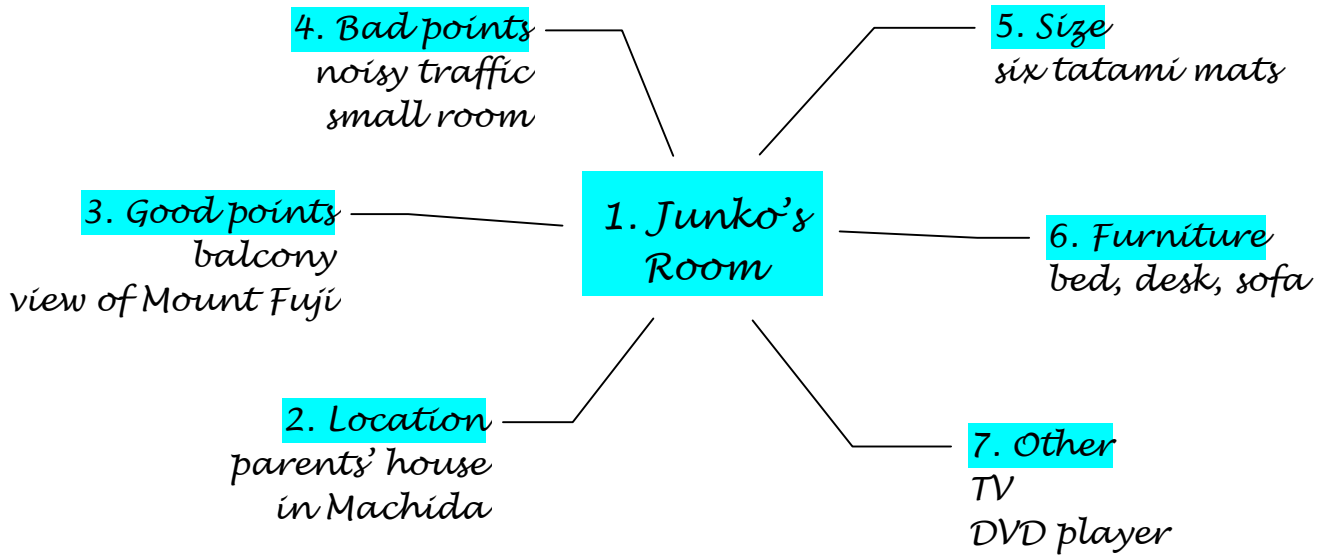 4. Bad points
noisy traffic
small room
5. Size
six tatami mats
3. Good points
balcony
view of Mount Fuji
1. Junko’s
Room
6. Furniture
bed, desk, sofa
2. Location
parents’ house
in Machida
7. Other
TV
DVD player